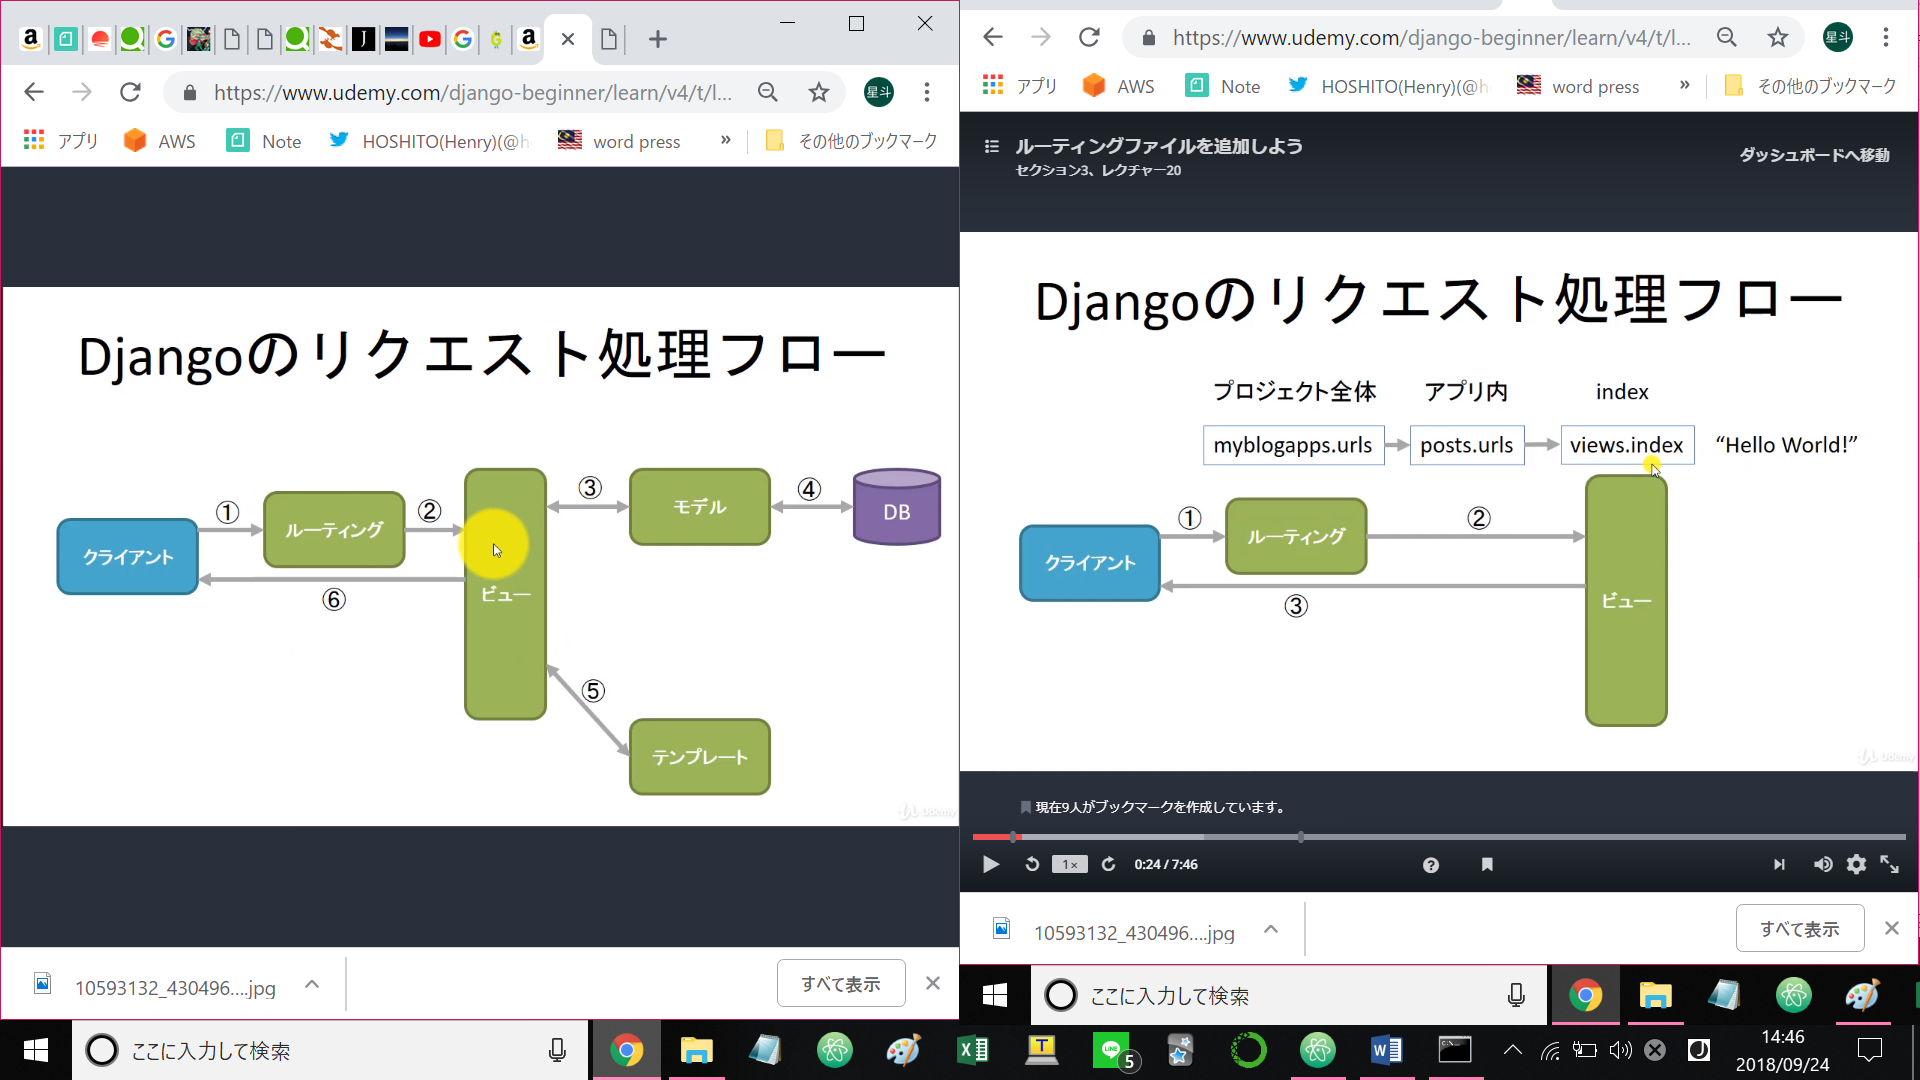 https://www.udemy.com/django-beginner/learn/v4/t/l...
星斗
アプリ
AWS
Note
HOSHITO(Henry)(@h
word press
»
その他のブックマーク
Djangoのリクエスト処理フロー
クライアント
①
ルーティング
②
ビュー
③
モデル
④
DB
⑥
⑤
テンプレート
Udemy
10593132_430496....jpg
すべて表示
ここに入力して検索
https://www.udemy.com/django-beginner/learn/v4/t/l...
星斗
アプリ
AWS
Note
HOSHITO(Henry)(@h
word press
»
その他のブックマーク
ルーティングファイルを追加しよう
セクション3、レクチャー20
ダッシュボードへ移動
Djangoのリクエスト処理フロー
プロジェクト全体
アプリ内
index
myblogapps.urls
posts.urls
views.index
“Hello World!”
クライアント
①
ルーティング
②
ビュー
③
Udemy
現在9人がブックマークを作成しています。
1×
0:24 / 7:46
10593132_430496....jpg
すべて表示
ここに入力して検索
5
14:46
2018/09/24